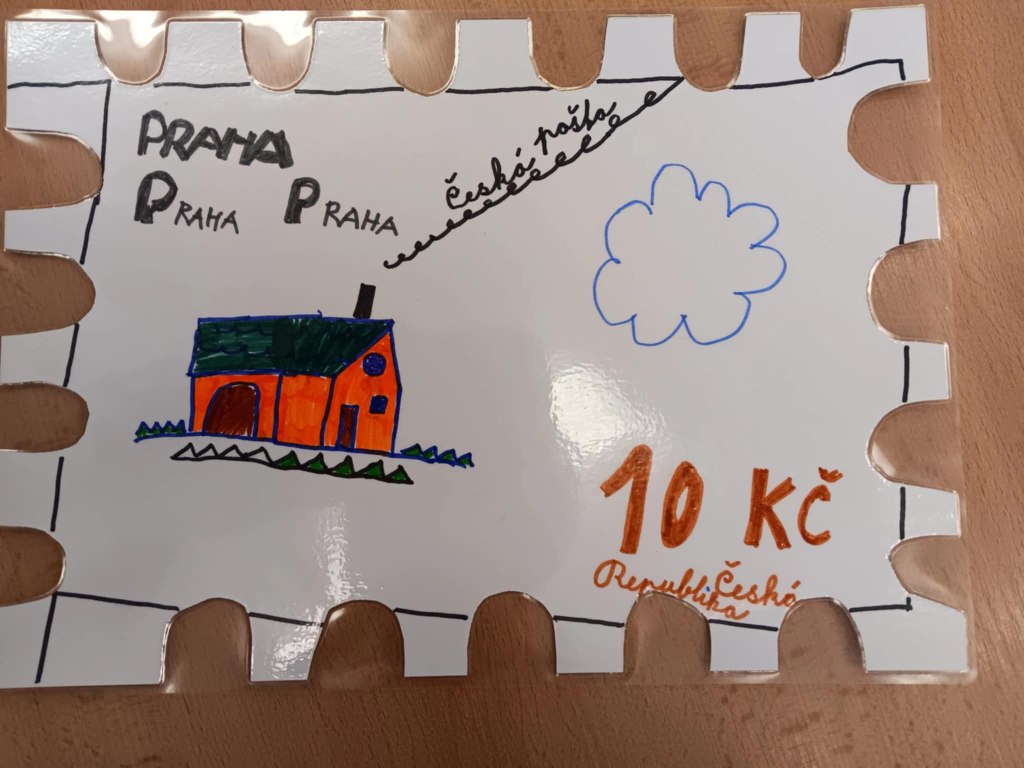 PRAHA
PRAHA PRAHA
Česká pošta
10 KČ
Republika Česká